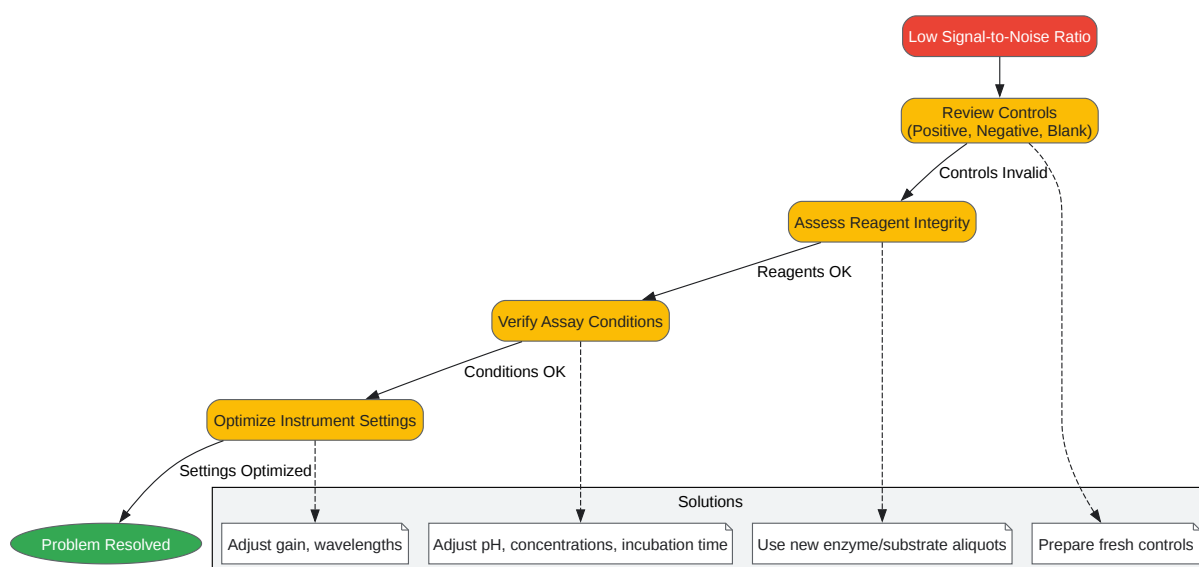 Low Signal-to-Noise Ratio
Review Controls
(Positive, Negative, Blank)
Controls Invalid
Assess Reagent Integrity
Reagents OK
Verify Assay Conditions
Conditions OK
Optimize Instrument Settings
Settings Optimized
Solutions
Problem Resolved
Adjust gain, wavelengths
Adjust pH, concentrations, incubation time
Use new enzyme/substrate aliquots
Prepare fresh controls